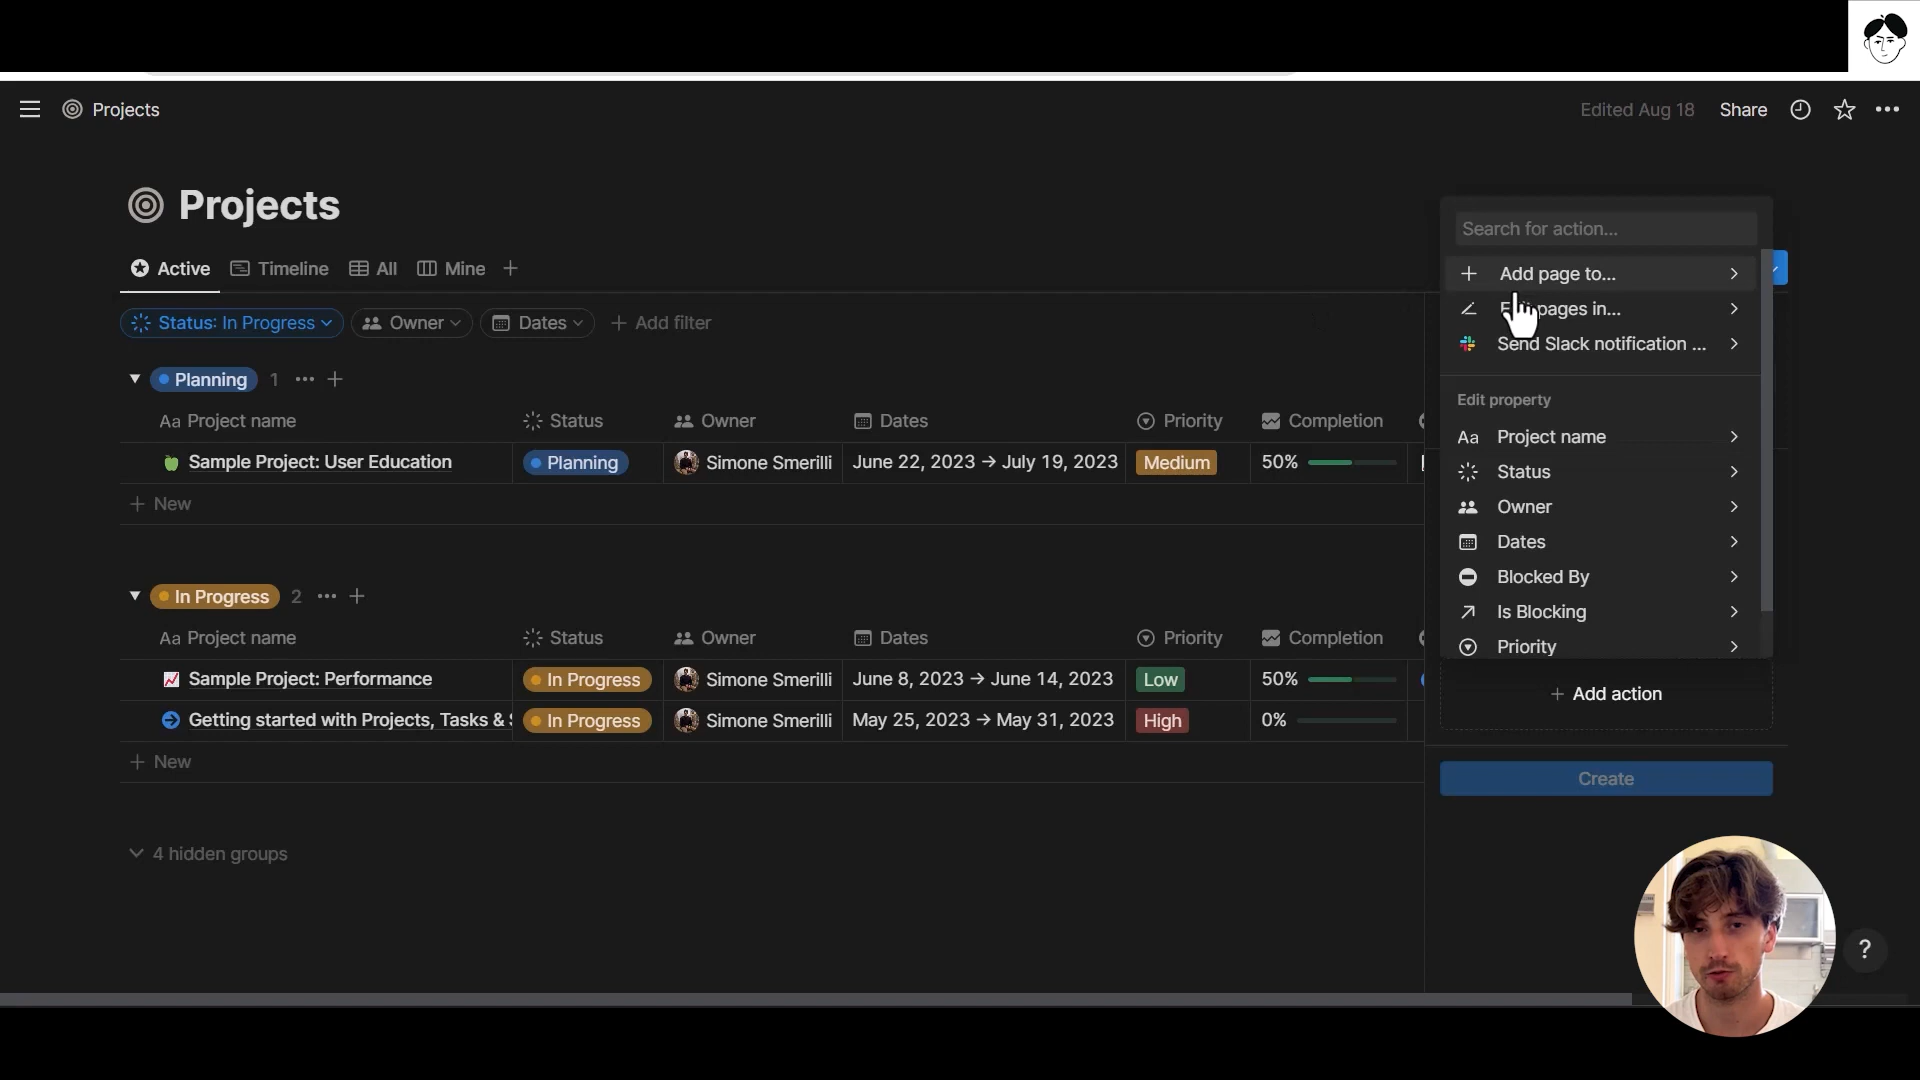 Projects
Edited Aug 18
Share
Projects
Active
Timeline
All
Mine
Status: In Progress
Owner
Dates
Add filter
Planning 1
Aa Project name
Status
Owner
Dates
Priority
Completion
Sample Project: User Education
Planning
Simone Smerilli
June 22, 2023 → July 19, 2023
Medium
50%
New
In Progress 2
Aa Project name
Status
Owner
Dates
Priority
Completion
Sample Project: Performance
In Progress
Simone Smerilli
June 8, 2023 → June 14, 2023
Low
50%
Getting started with Projects, Tasks &
In Progress
Simone Smerilli
May 25, 2023 → May 31, 2023
High
0%
New
4 hidden groups
Search for action...
Add page to...
pages in...
Send Slack notification ...
Edit property
Aa Project name
Status
Owner
Dates
Blocked By
Is Blocking
Priority
Add action
Create
?